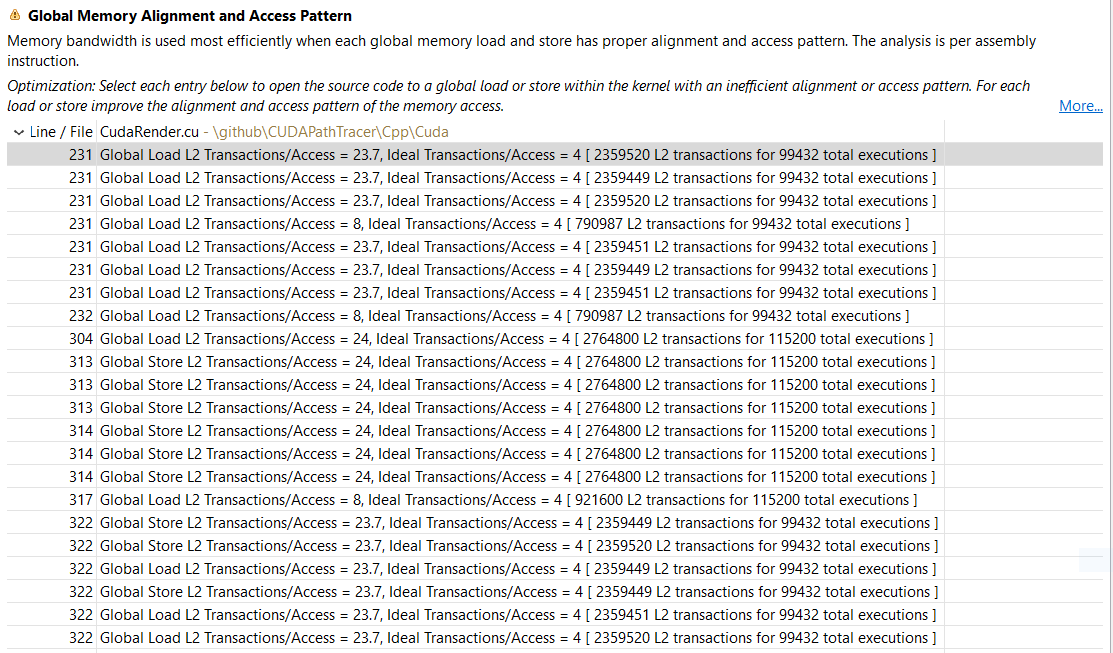 Global Memory Alignment and Access Pattern
Memory bandwidth is used most efficiently when each global memory load and store has proper alignment and access pattern. The analysis is per assembly
instruction.
Optimization: Select each entry below to open the source code to a global load or store within the kernel with an inefficient alignment or access pattern. For each
load or store improve the alignment and access pattern of the memory access.
More...
Line / File CudaRender.cu - \github\CUDAPathTracer\Cpp\Cuda
231 Global Load L2 Transactions/Access = 23.7, Ideal Transactions/Access = 4 [ 2359520 L2 transactions for 99432 total executions ]
231 Global Load L2 Transactions/Access = 23.7, Ideal Transactions/Access = 4 [ 2359449 L2 transactions for 99432 total executions ]
231 Global Load L2 Transactions/Access = 23.7, Ideal Transactions/Access = 4 [ 2359520 L2 transactions for 99432 total executions ]
231 Global Load L2 Transactions/Access = 8, Ideal Transactions/Access = 4 [ 790987 L2 transactions for 99432 total executions ]
231 Global Load L2 Transactions/Access = 23.7, Ideal Transactions/Access = 4 [ 2359451 L2 transactions for 99432 total executions ]
231 Global Load L2 Transactions/Access = 23.7, Ideal Transactions/Access = 4 [ 2359449 L2 transactions for 99432 total executions ]
231 Global Load L2 Transactions/Access = 23.7, Ideal Transactions/Access = 4 [ 2359451 L2 transactions for 99432 total executions ]
232 Global Load L2 Transactions/Access = 8, Ideal Transactions/Access = 4 [ 790987 L2 transactions for 99432 total executions ]
304 Global Load L2 Transactions/Access = 24, Ideal Transactions/Access = 4 [ 2764800 L2 transactions for 115200 total executions ]
313 Global Store L2 Transactions/Access = 24, Ideal Transactions/Access = 4 [ 2764800 L2 transactions for 115200 total executions ]
313 Global Store L2 Transactions/Access = 24, Ideal Transactions/Access = 4 [ 2764800 L2 transactions for 115200 total executions ]
313 Global Store L2 Transactions/Access = 24, Ideal Transactions/Access = 4 [ 2764800 L2 transactions for 115200 total executions ]
314 Global Store L2 Transactions/Access = 24, Ideal Transactions/Access = 4 [ 2764800 L2 transactions for 115200 total executions ]
314 Global Store L2 Transactions/Access = 24, Ideal Transactions/Access = 4 [ 2764800 L2 transactions for 115200 total executions ]
314 Global Store L2 Transactions/Access = 24, Ideal Transactions/Access = 4 [ 2764800 L2 transactions for 115200 total executions ]
317 Global Load L2 Transactions/Access = 8, Ideal Transactions/Access = 4 [ 921600 L2 transactions for 115200 total executions ]
322 Global Store L2 Transactions/Access = 23.7, Ideal Transactions/Access = 4 [ 2359449 L2 transactions for 99432 total executions ]
322 Global Store L2 Transactions/Access = 23.7, Ideal Transactions/Access = 4 [ 2359520 L2 transactions for 99432 total executions ]
322 Global Load L2 Transactions/Access = 23.7, Ideal Transactions/Access = 4 [ 2359449 L2 transactions for 99432 total executions ]
322 Global Store L2 Transactions/Access = 23.7, Ideal Transactions/Access = 4 [ 2359449 L2 transactions for 99432 total executions ]
322 Global Load L2 Transactions/Access = 23.7, Ideal Transactions/Access = 4 [ 2359451 L2 transactions for 99432 total executions ]
322 Global Load L2 Transactions/Access = 23.7, Ideal Transactions/Access = 4 [ 2359520 L2 transactions for 99432 total executions ]